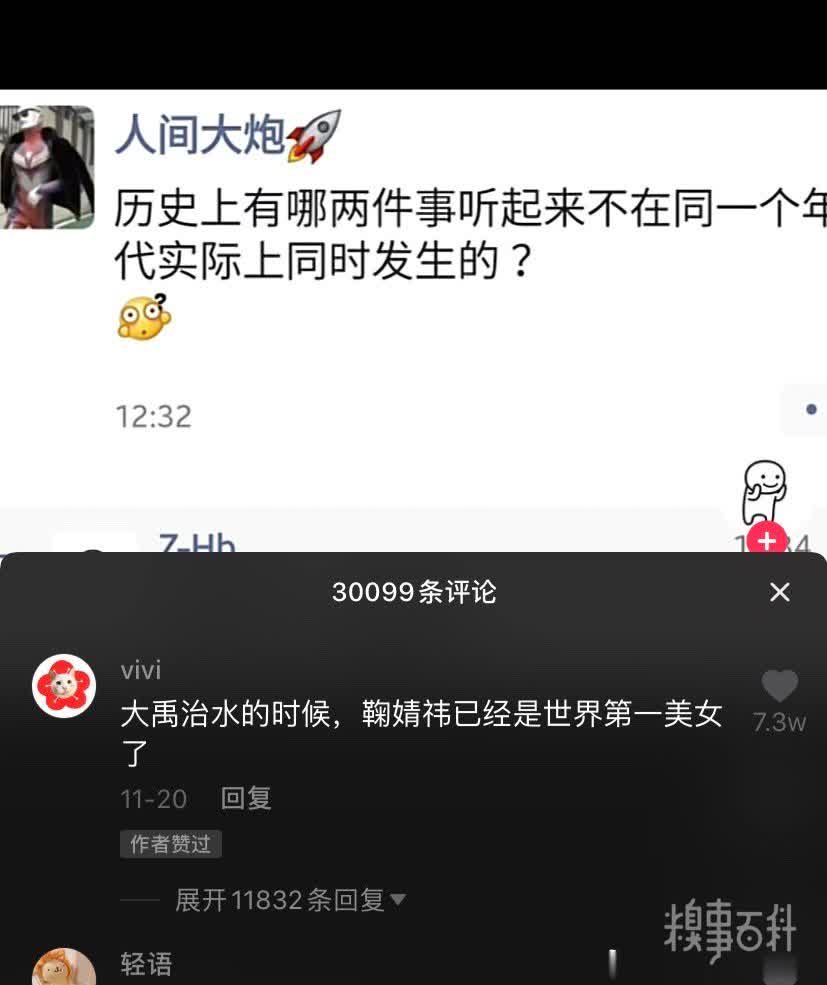 人间大炮🚀
历史上有哪两件事听起来不在同一个年
代实际上同时发生的？
12:32
Z-Hh
30099条评论
vivi
大禹治水的时候，鞠婧祎已经是世界第一美女
了
7.3w
11-20 回复
作者赞过
展开11832条回复
轻语
糗事百科